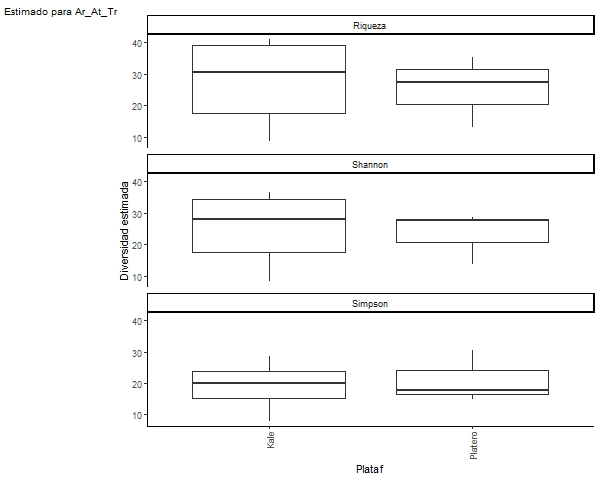 Estimado para Ar_At_Tr
Riqueza
40
30
20
10
Shannon
40
30
20
10
Simpson
40
30
20
10
Diversidad estimada
Kale
Platero
Plataf